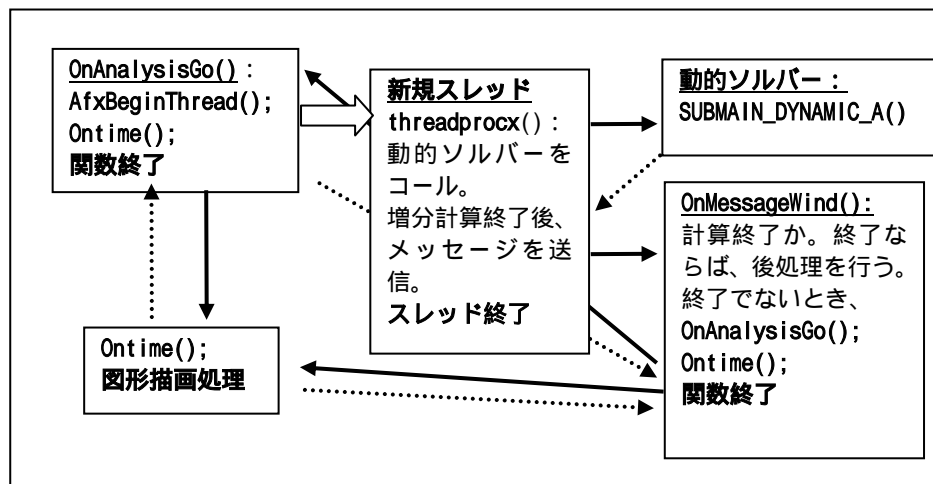 OnAnalysisGo()：
AfxBeginThread();
Ontime();
関数終了
新規スレッド
threadprocx()：
動的ソルバーを
コール。
増分計算終了後、
メッセージを送
信。
スレッド終了
動的ソルバー：
SUBMAIN_DYNAMIC_A()
OnMessageWind():
計算終了か。終了な
らば、後処理を行う。
終了でないとき、
OnAnalysisGo();
Ontime();
関数終了
Ontime();
図形描画処理